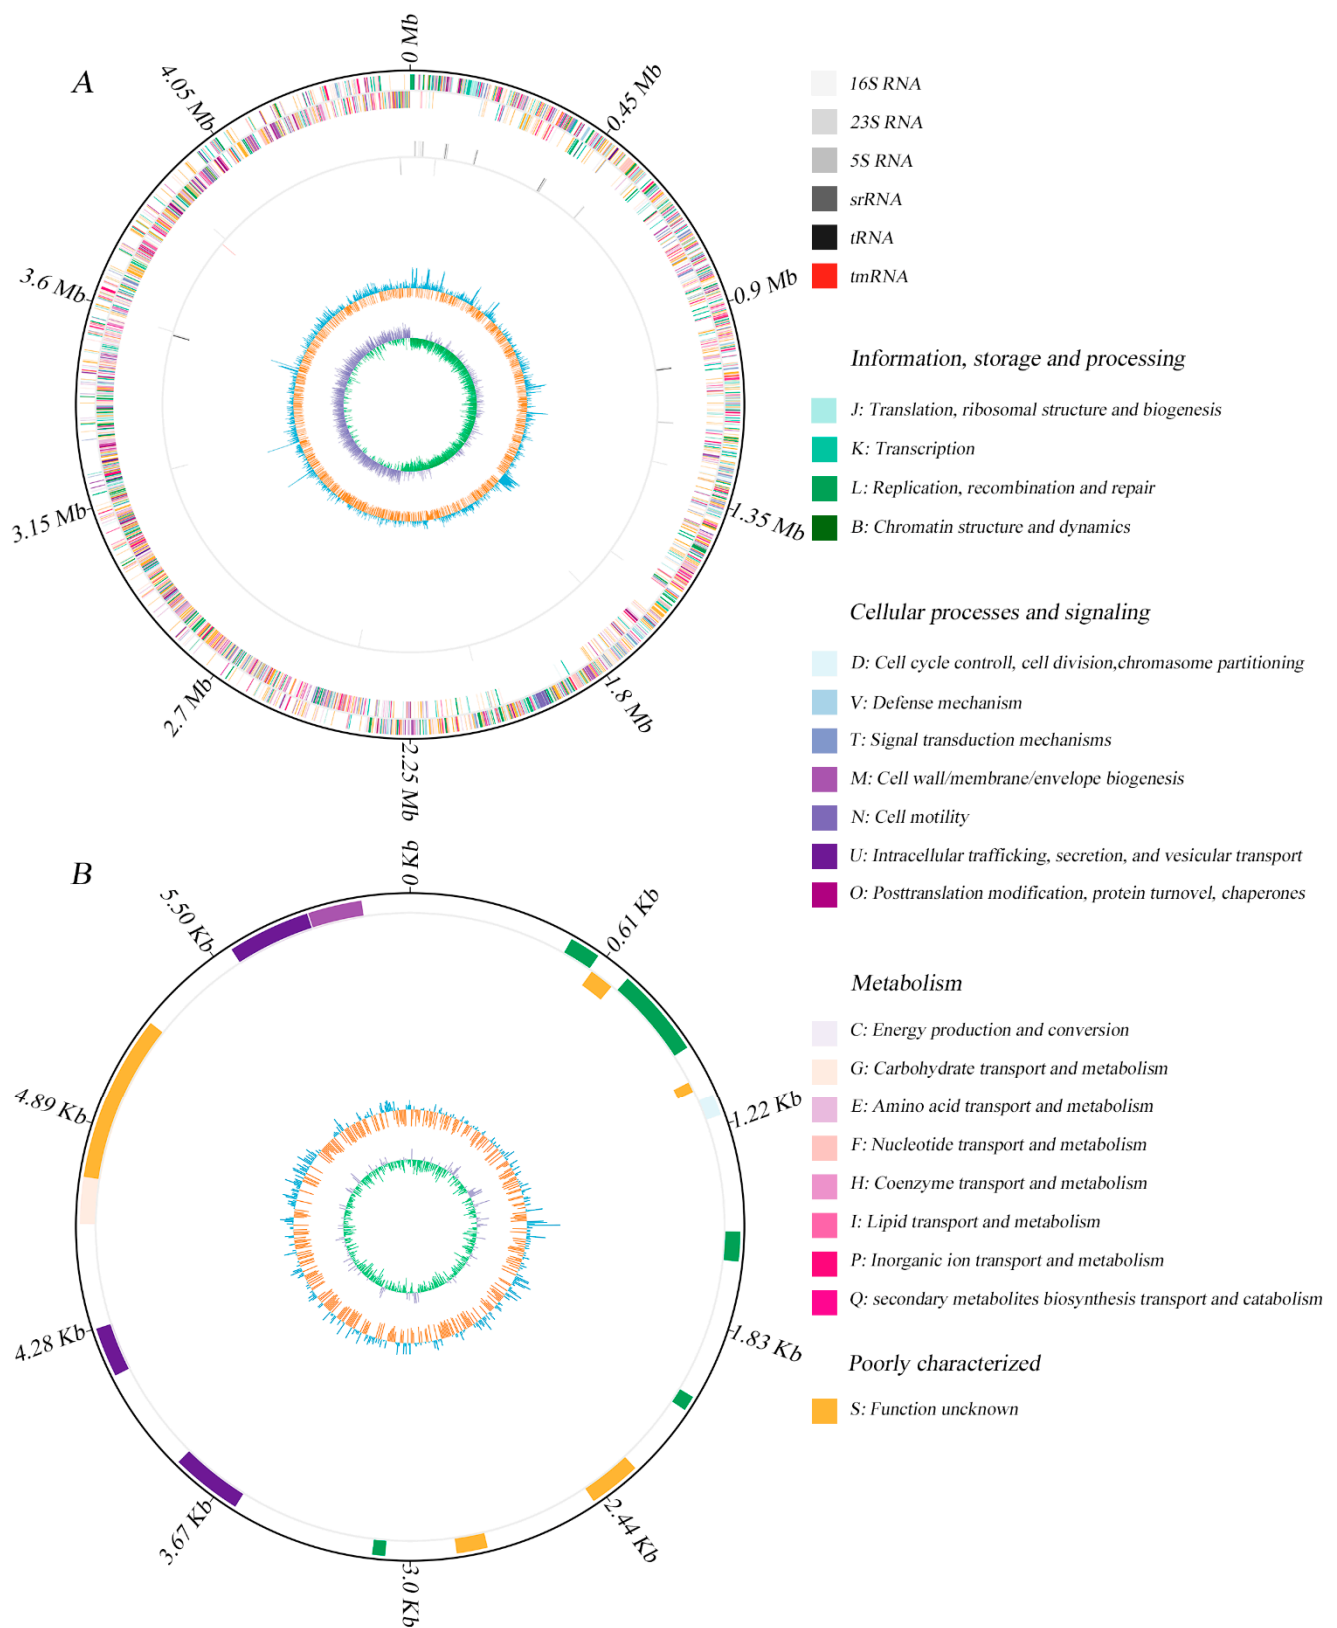 A
0 Mb
0.45 Mb
0.9 Mb
1.35 Mb
1.8 Mb
2.25 Mb
2.7 Mb
3.15 Mb
3.6 Mb
4.05 Mb
16S RNA
23S RNA
5S RNA
srRNA
tRNA
tmRNA
Information, storage and processing
J: Translation, ribosomal structure and biogenesis
K: Transcription
L: Replication, recombination and repair
B: Chromatin structure and dynamics
Cellular processes and signaling
D: Cell cycle controll, cell division,chromasome partitioning
V: Defense mechanism
T: Signal transduction mechanisms
M: Cell wall/membrane/envelope biogenesis
N: Cell motility
U: Intracellular trafficking, secretion, and vesicular transport
O: Posttranslation modification, protein turnovel, chaperones
Metabolism
C: Energy production and conversion
G: Carbohydrate transport and metabolism
E: Amino acid transport and metabolism
F: Nucleotide transport and metabolism
H: Coenzyme transport and metabolism
I: Lipid transport and metabolism
P: Inorganic ion transport and metabolism
Q: secondary metabolites biosynthesis transport and catabolism
Poorly characterized
S: Function uncknown
B
0 Kb
0.61 Kb
1.22 Kb
1.83 Kb
2.44 Kb
3.0 Kb
3.67 Kb
4.28 Kb
4.89 Kb
5.50 Kb